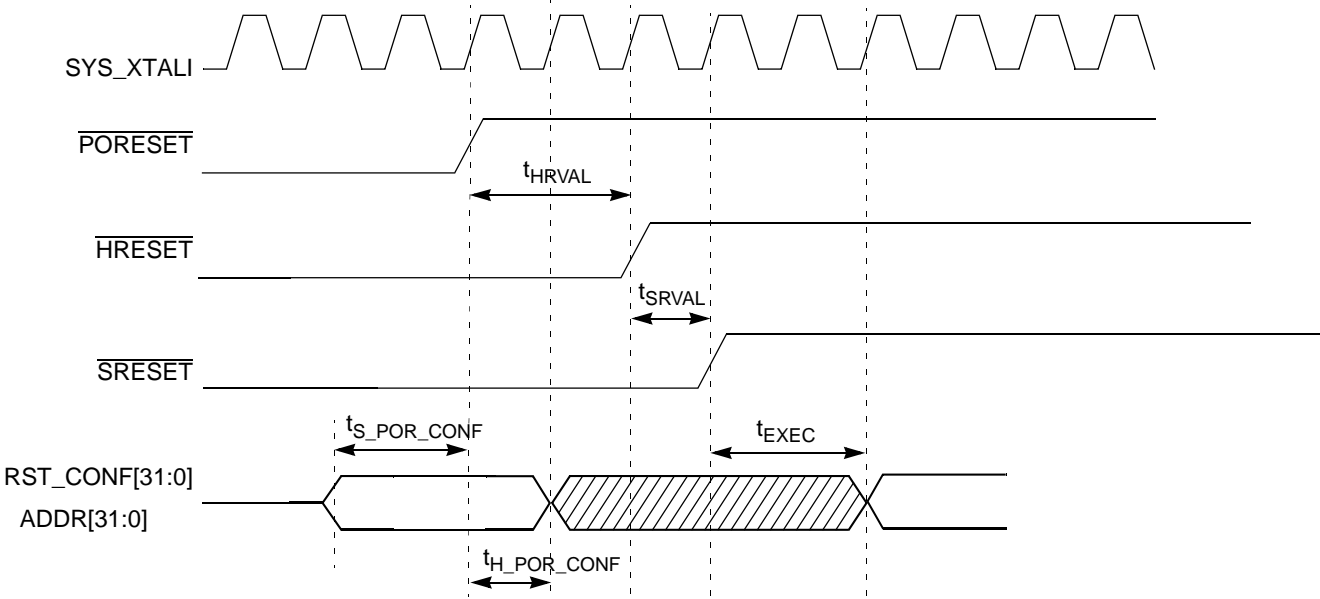 SYS_XTALI
PORESET
tHRVAL
HRESET
tSRVAL
SRESET
tS_POR_CONF
tEXEC
RST_CONF[31:0]
ADDR[31:0]
tH_POR_CONF